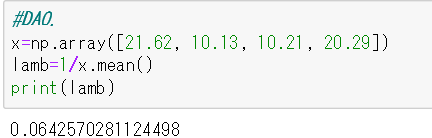 #DAO.
x=np.array([21.62, 10.13, 10.21, 20.29])
lamb=1/x.mean()
print(lamb)
0.0642570281124498